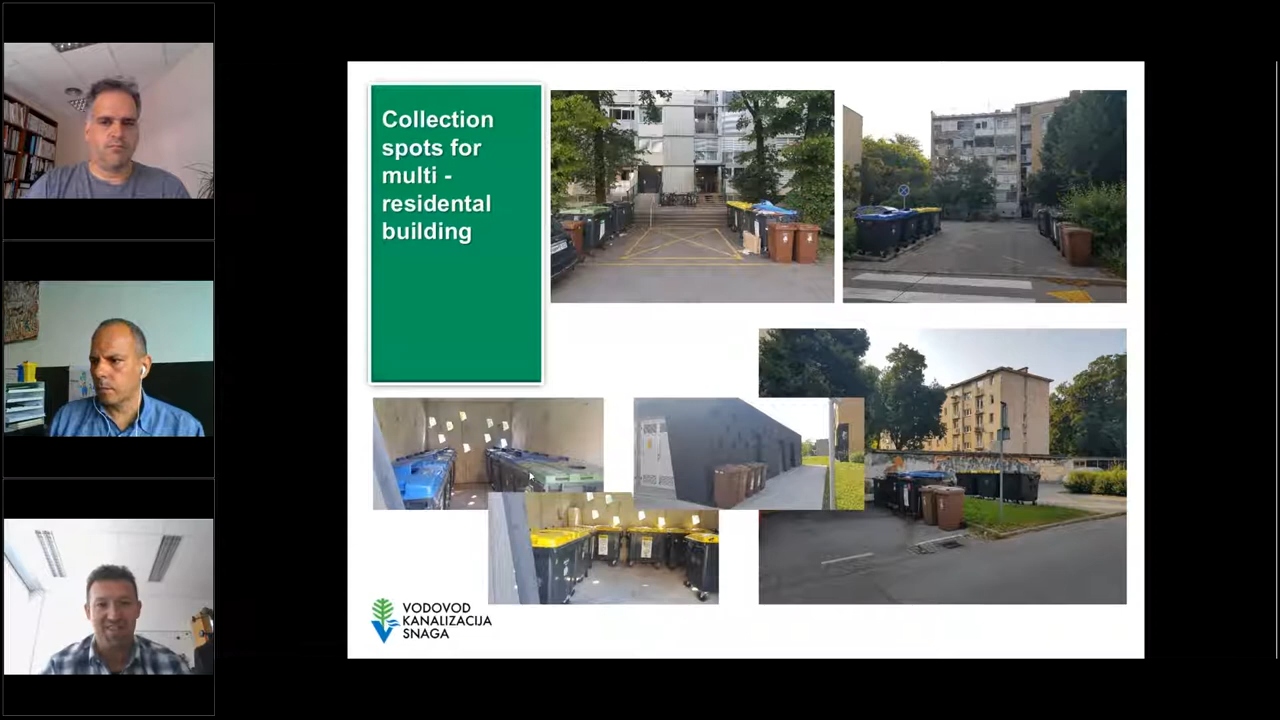 Collection
spots for
multi -
residental
building
VODOVOD
KANALIZACIJA
SNAGA